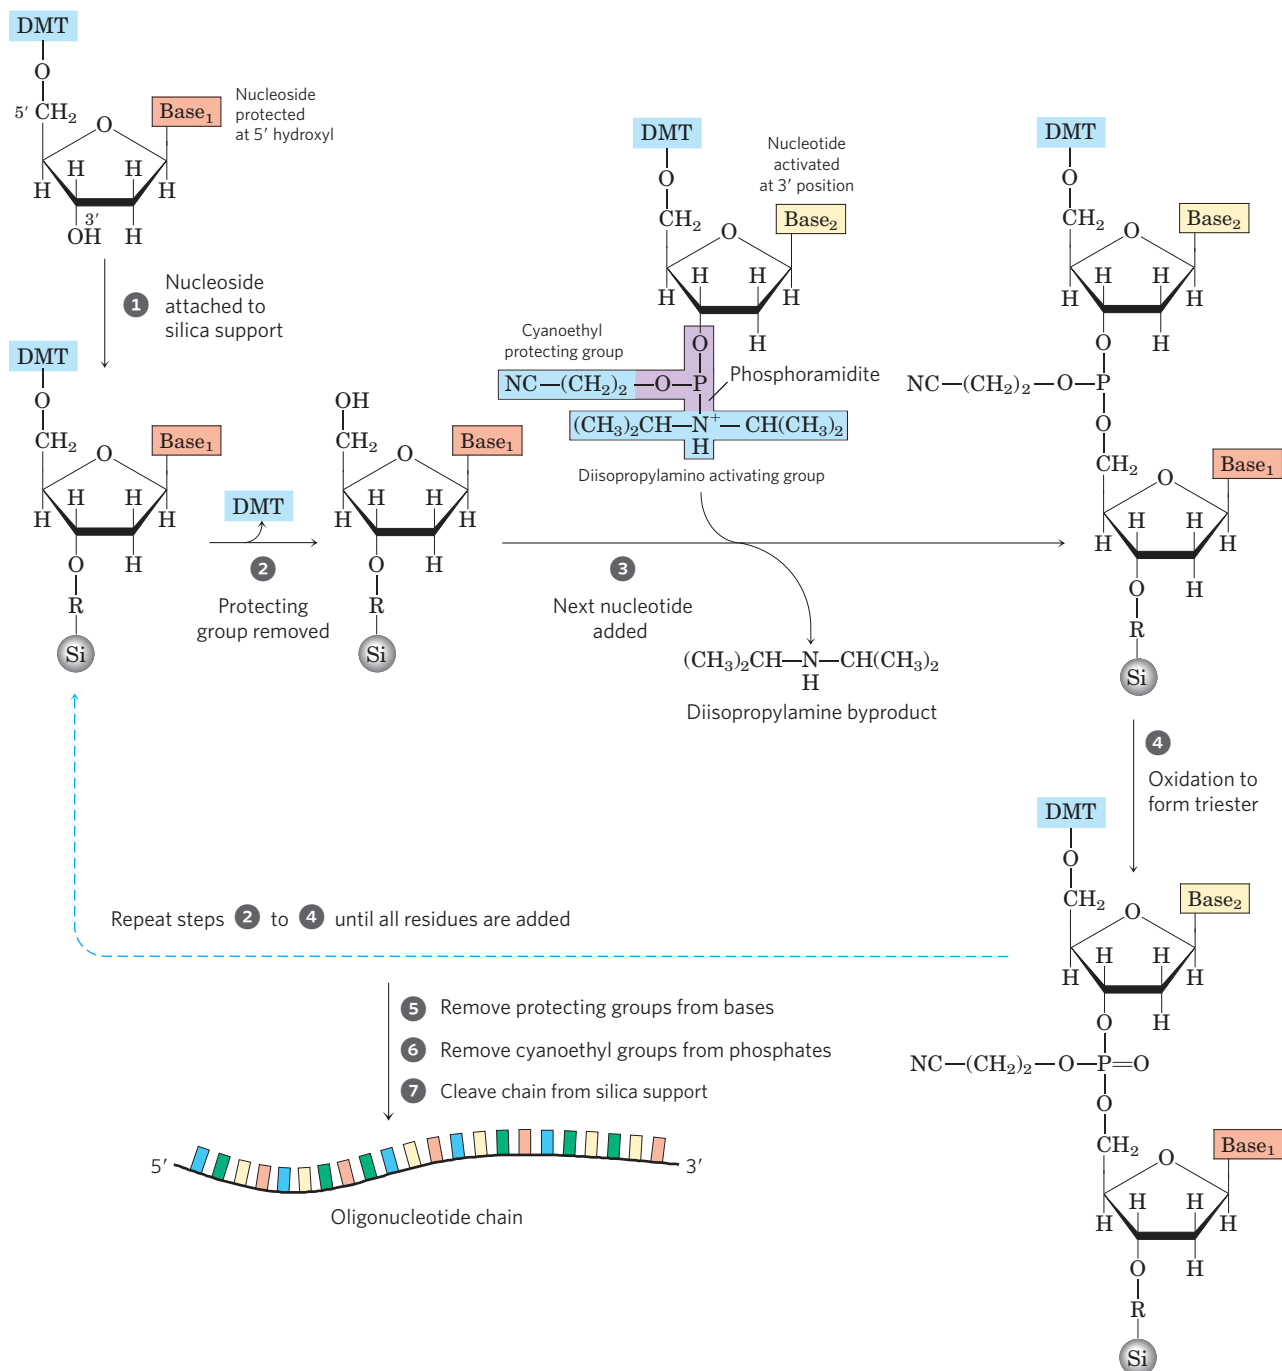 DMT
O
5′ CH₂
O
Base₁
Nucleoside
protected
at 5′ hydroxyl
H H
H H
3′
OH H
1 Nucleoside
attached to
silica support
DMT
O
CH₂
O
Base₁
H H
H H
O H
R
Si
DMT
2
Protecting
group removed
OH
CH₂
O
Base₁
H H
H H
O H
R
Si
DMT
Nucleotide
activated
at 3′ position
O
CH₂
O
Base₂
H H
H H
H
Cyanoethyl
protecting group
O
NC—(CH₂)₂—O—P
Phosphoramidite
(CH₃)₂CH—N⁺—CH(CH₃)₂
H
Diisopropylamino activating group
3
Next nucleotide
added
(CH₃)₂CH—N—CH(CH₃)₂
H
Diisopropylamine byproduct
DMT
O
CH₂
O
Base₂
H H
H H
O H
NC—(CH₂)₂—O—P
O
CH₂
O
Base₁
H H
H H
O H
R
Si
4
Oxidation to
form triester
DMT
O
CH₂
O
Base₂
H H
H H
O H
NC—(CH₂)₂—O—P=O
O
CH₂
O
Base₁
H H
H H
O H
R
Si
Repeat steps 2 to 4 until all residues are added
5 Remove protecting groups from bases
6 Remove cyanoethyl groups from phosphates
7 Cleave chain from silica support
5′ 3′
Oligonucleotide chain